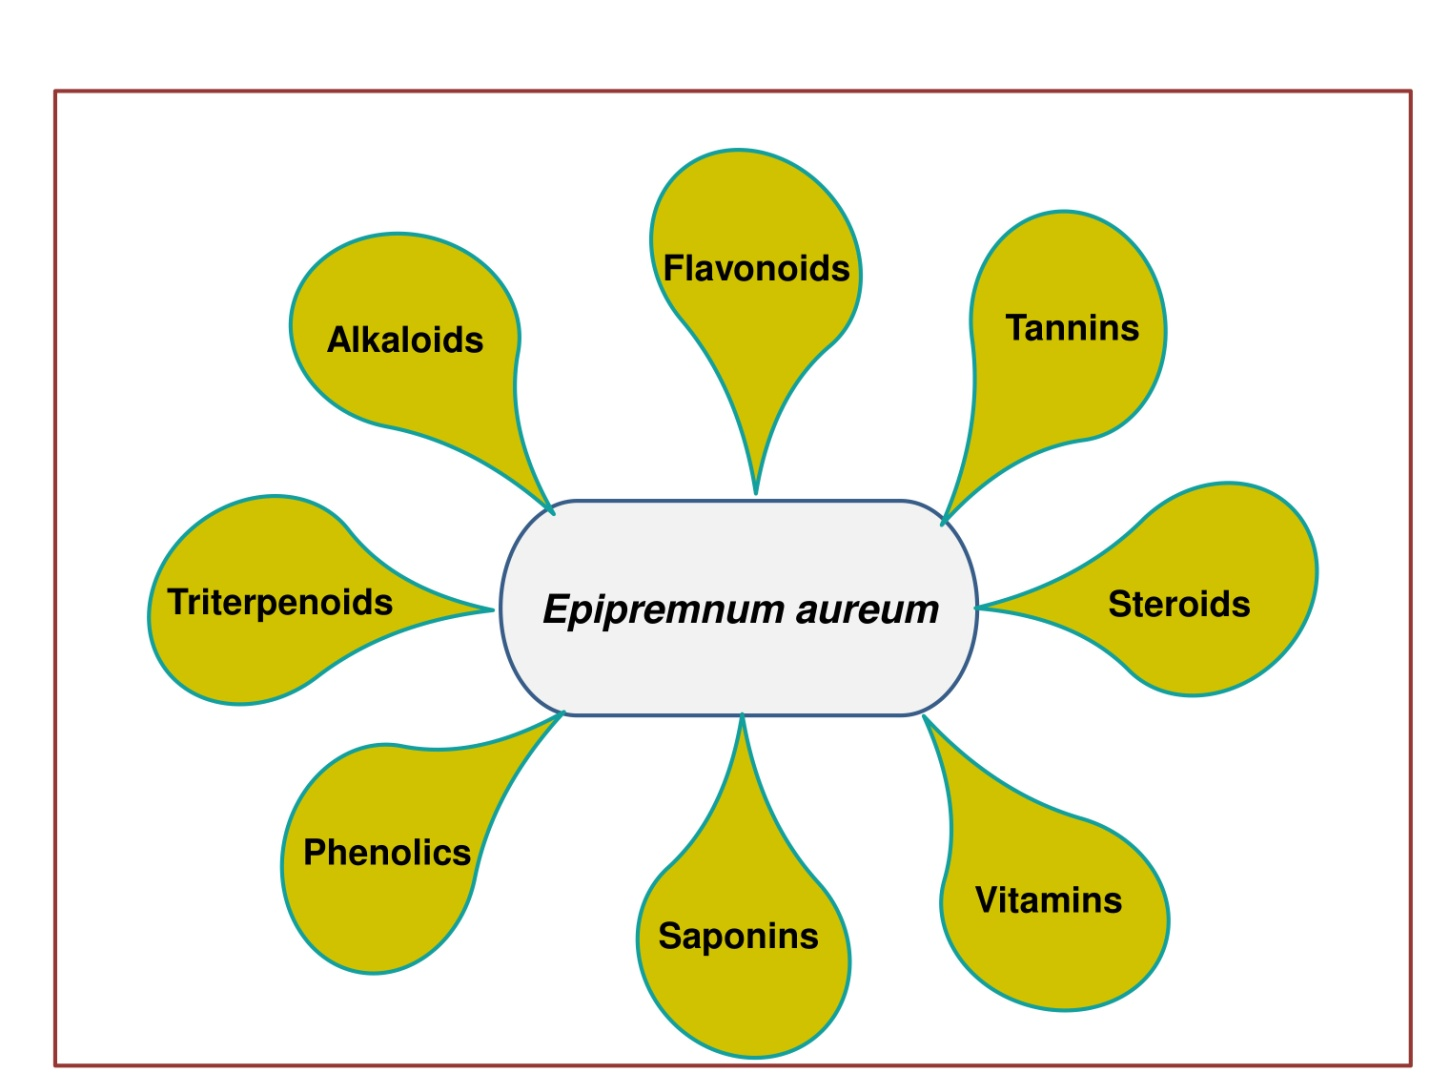 Flavonoids
Tannins
Alkaloids
Triterpenoids
Epipremnum aureum
Steroids
Phenolics
Saponins
Vitamins